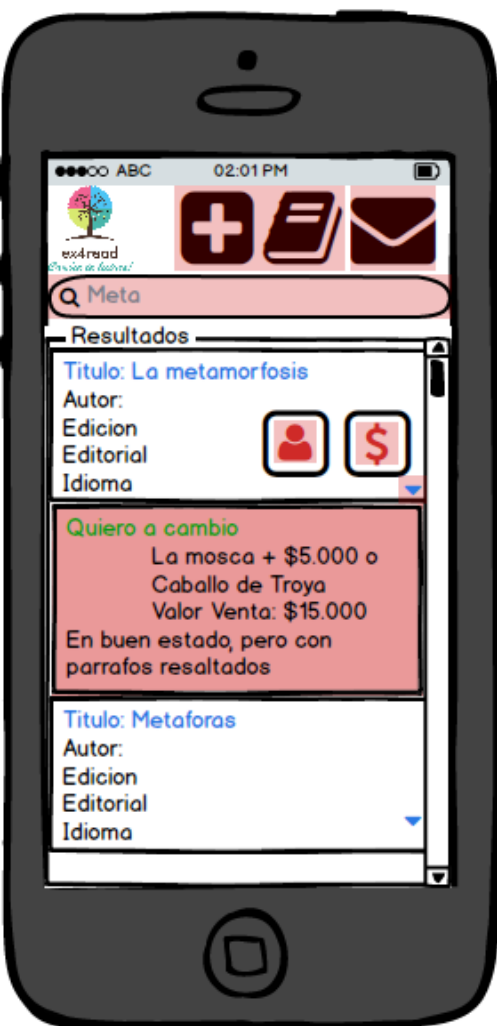 ABC 02:01 PM
ex4read
Meta
Resultados
Titulo: La metamorfosis
Autor:
Edicion
Editorial
Idioma
$
Quiero a cambio
La mosca + $5.000 o
Caballo de Troya
Valor Venta: $15.000
En buen estado, pero con
parrafos resaltados
Titulo: Metaforas
Autor:
Edicion
Editorial
Idioma